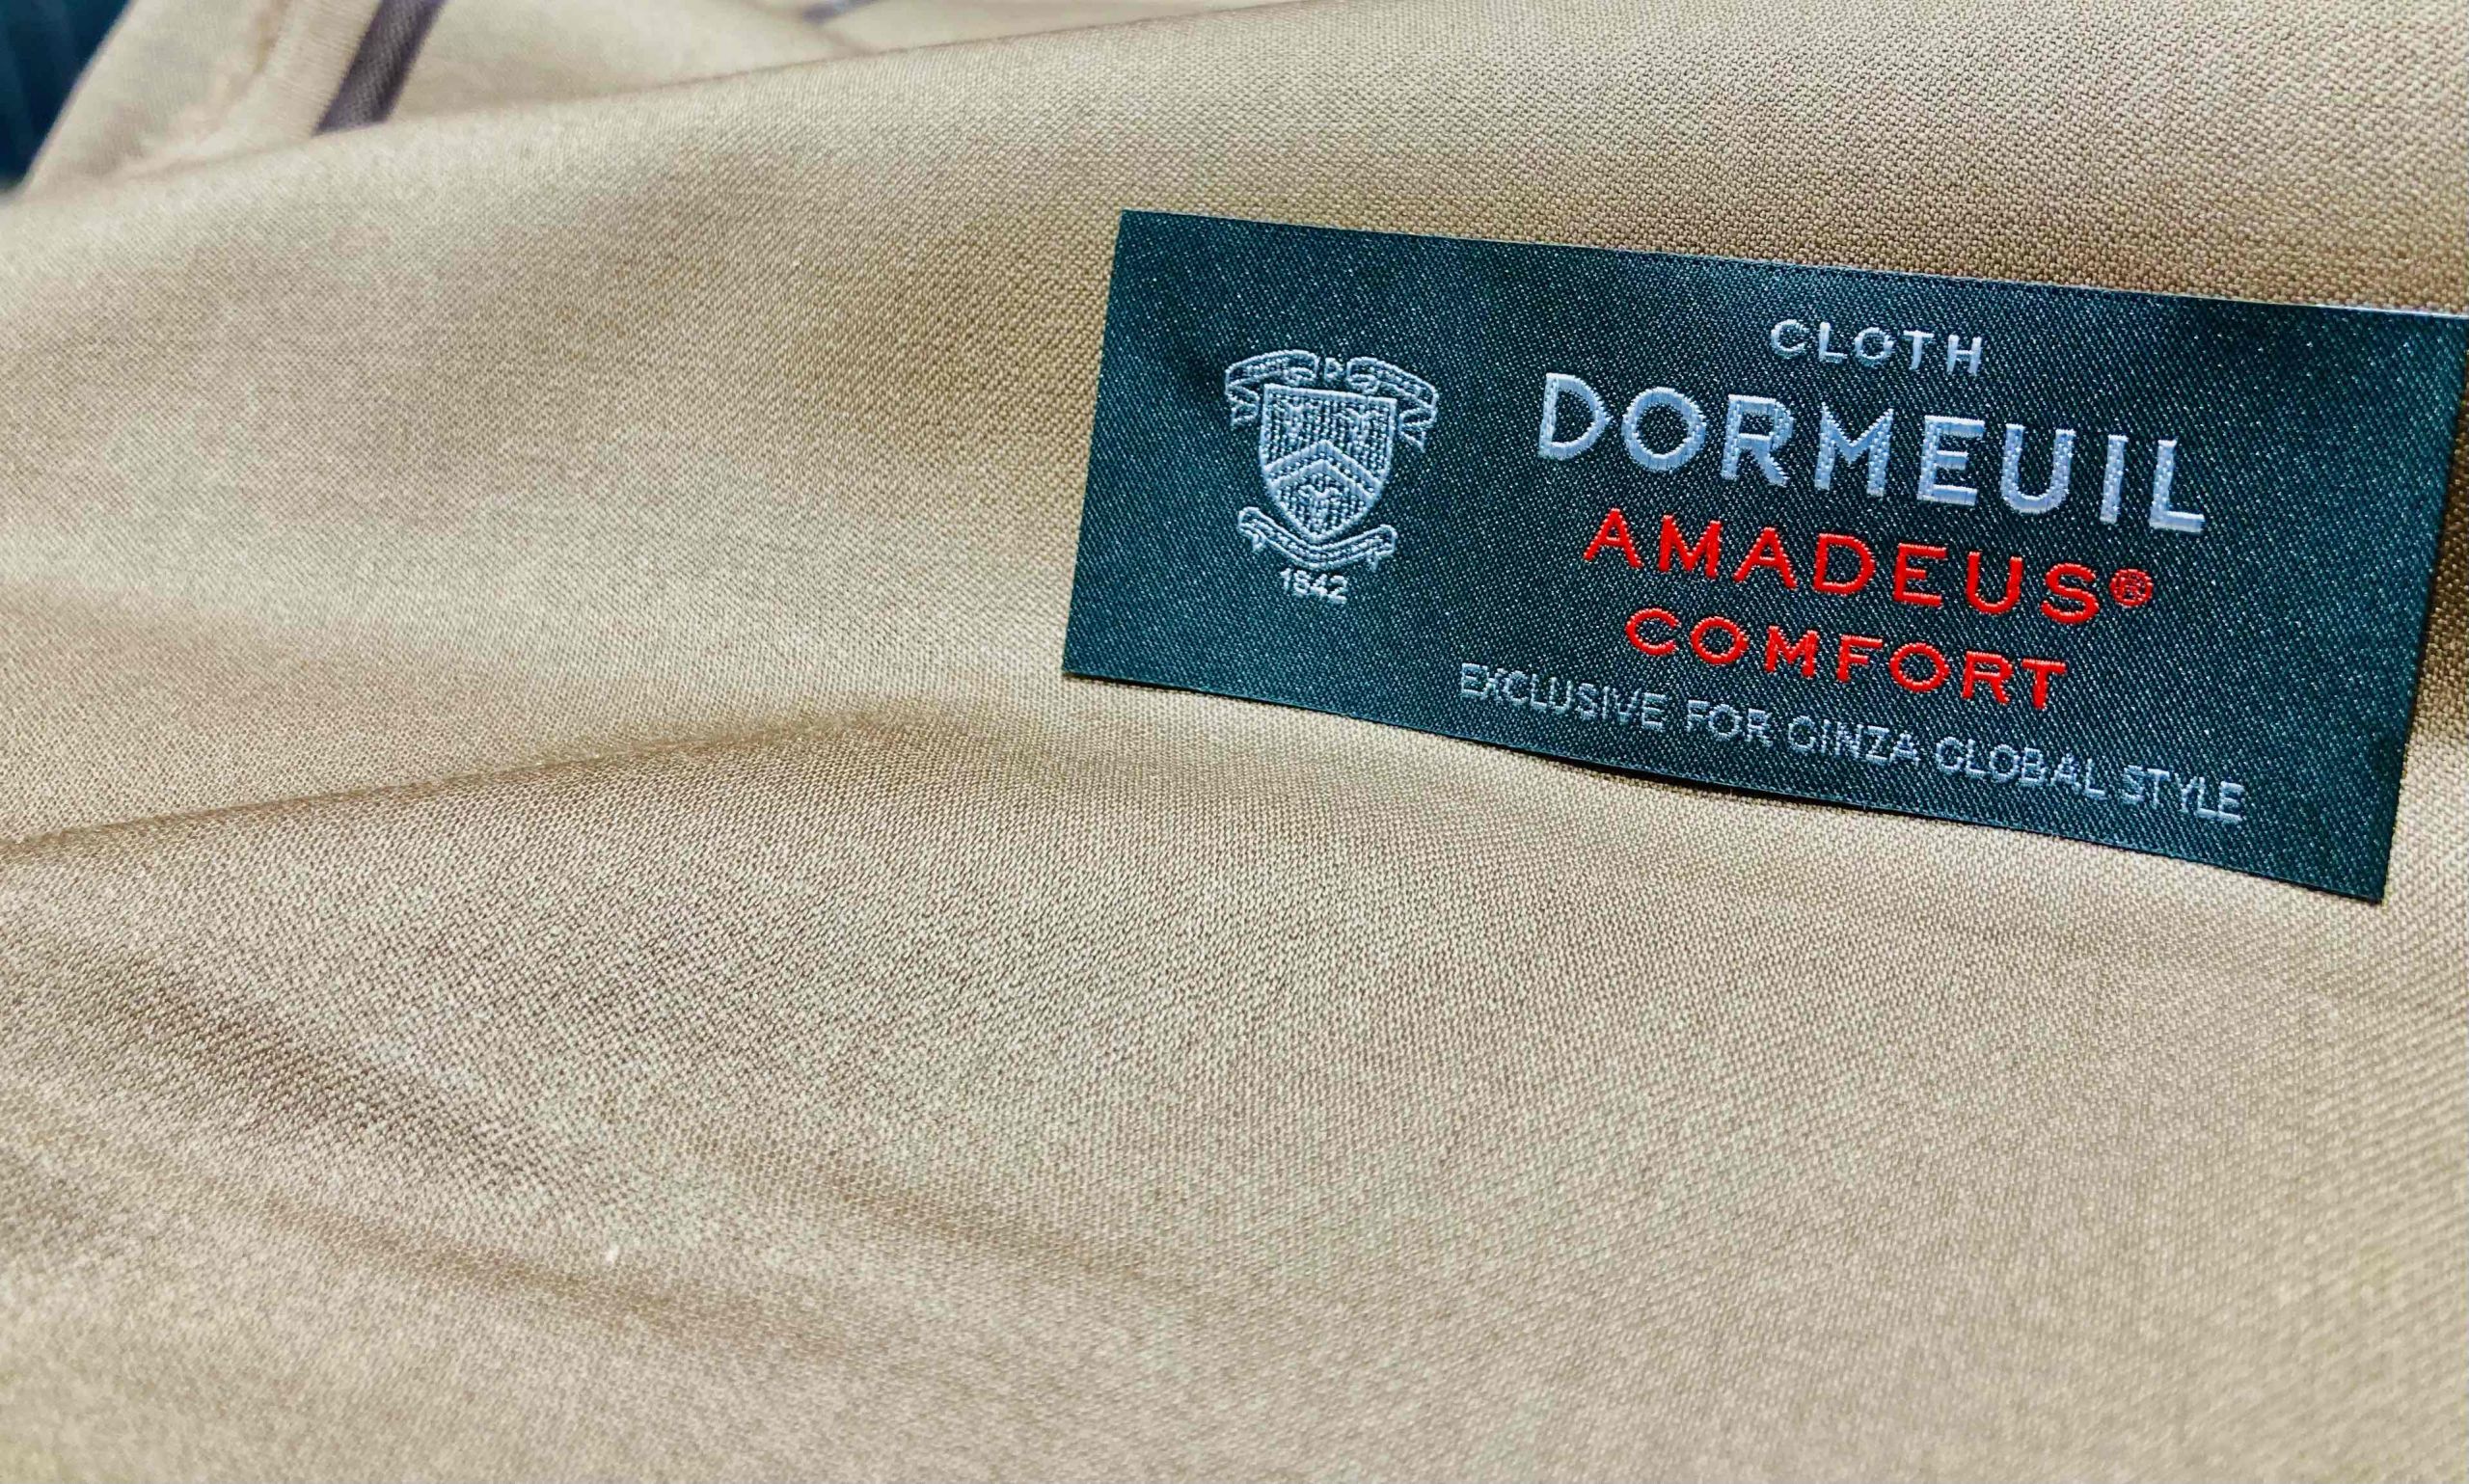 CLOTH
DORMEUIL
AMADEUS®
COMFORT
EXCLUSIVE FOR GINZA GLOBAL STYLE
1842